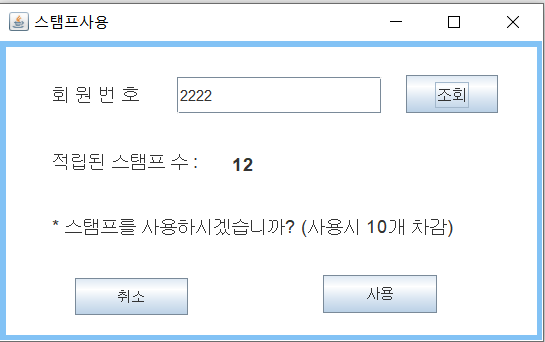 스탬프사용
회 원 번 호 2222 조회
적립된 스탬프 수 : 12
* 스탬프를 사용하시겠습니까? (사용시 10개 차감)
취소 사용